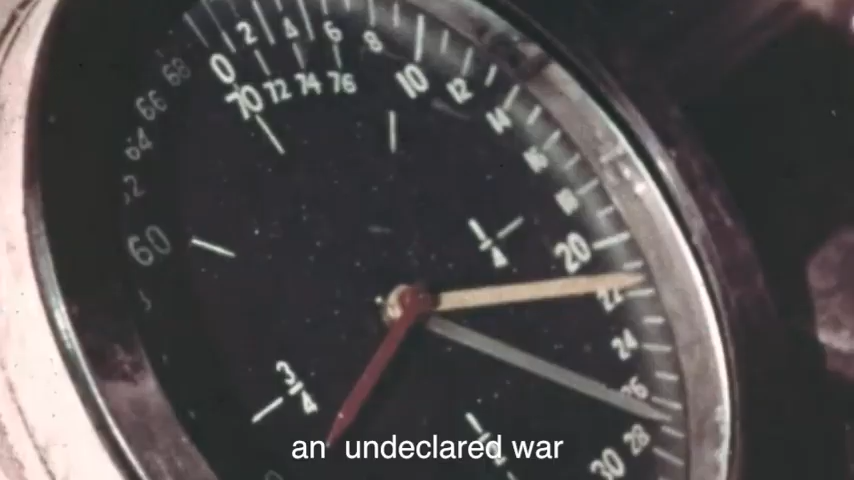 0 2 4 6 8 10 12 14 16 18 20 22 24 26 28 30
60 62 64 66 68 70 72 74 76
1/4
3/4
an undeclared war